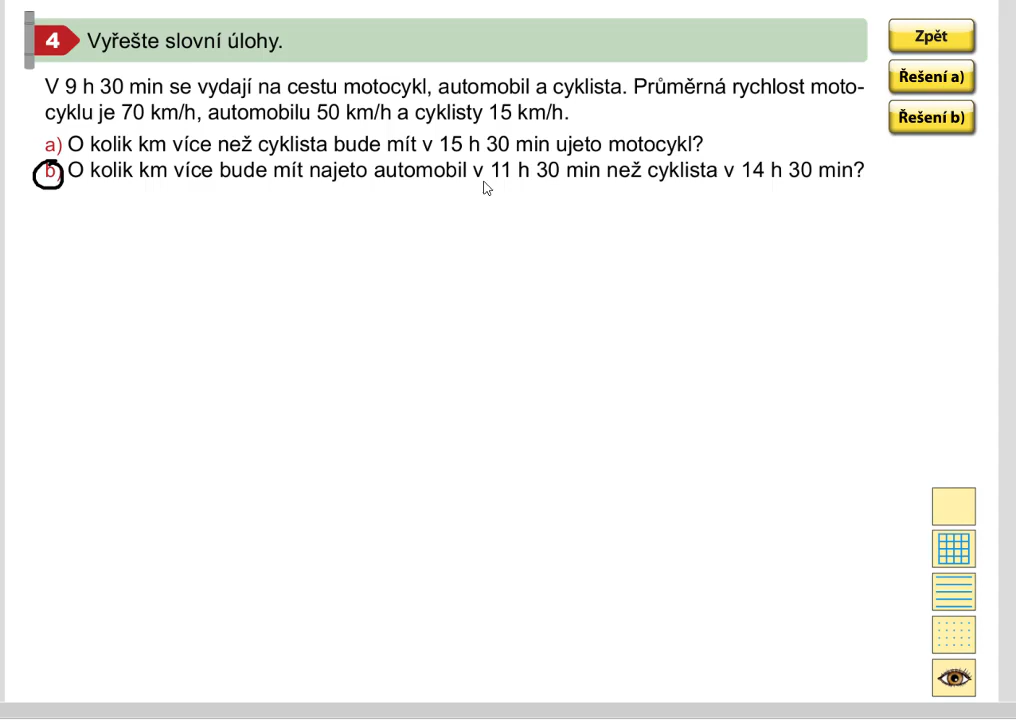 4 Vyřešte slovní úlohy.
Zpět
V 9 h 30 min se vydají na cestu motocykl, automobil a cyklista. Průměrná rychlost moto-
Řešení a)
cyklu je 70 km/h, automobilu 50 km/h a cyklisty 15 km/h.
Řešení b)
a) O kolik km více než cyklista bude mít v 15 h 30 min ujeto motocykl?
b) O kolik km více bude mít najeto automobil v 11 h 30 min než cyklista v 14 h 30 min?